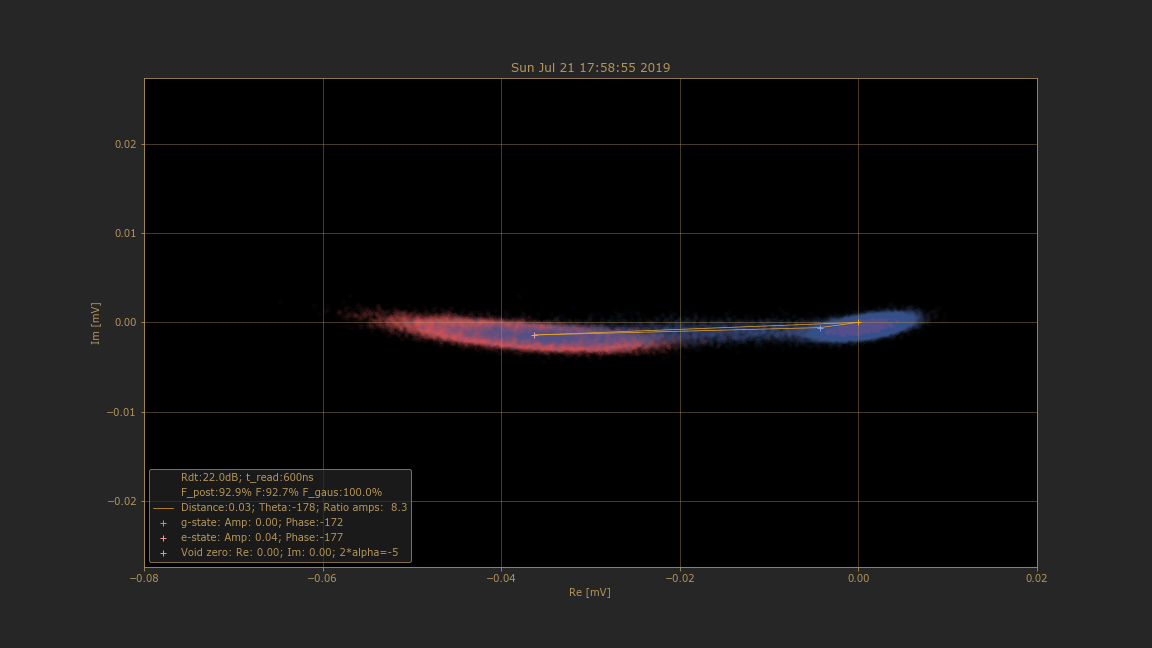 Sun Jul 21 17:58:55 2019
Im [mV]
0.02
0.01
0.00
−0.01
−0.02
Rdt:22.0dB; t_read:600ns
F_post:92.9% F:92.7% F_gaus:100.0%
Distance:0.03; Theta:-178; Ratio amps:  8.3
g-state: Amp: 0.00; Phase:-172
e-state: Amp: 0.04; Phase:-177
Void zero: Re: 0.00; Im: 0.00; 2*alpha=-5
−0.08 −0.06 −0.04 −0.02 0.00 0.02
Re [mV]